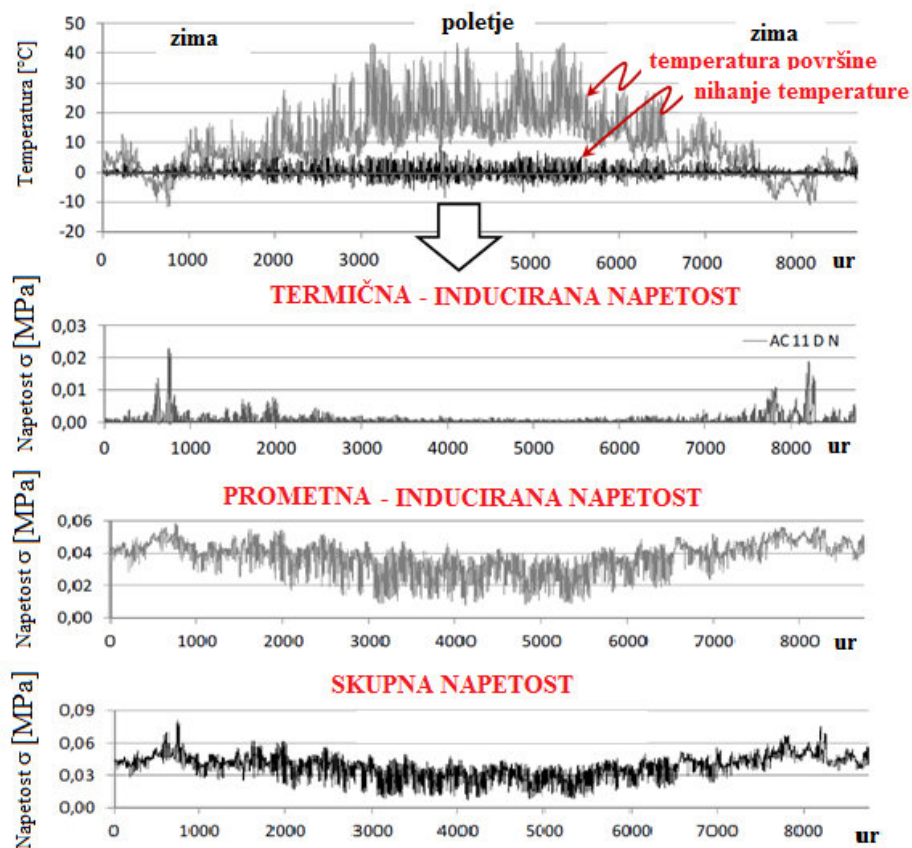 zima
poletje
zima
temperatura površine
nihanje temperature
Temperatura [°C]
50
40
30
20
10
0
-10
-20
0 1000 2000 3000 5000 6000 7000 8000 ur
TERMIČNA - INDUCIRANA NAPETOST
Napetost σ [MPa]
0,03
0,02
0,01
0,00
AC 11 D N
0 1000 2000 3000 4000 5000 6000 7000 8000 ur
PROMETNA - INDUCIRANA NAPETOST
Napetost σ [MPa]
0,06
0,04
0,02
0,00
0 1000 2000 3000 4000 5000 6000 7000 8000 ur
SKUPNA NAPETOST
Napetost σ [MPa]
0,09
0,06
0,03
0,00
0 1000 2000 3000 4000 5000 6000 7000 8000 ur